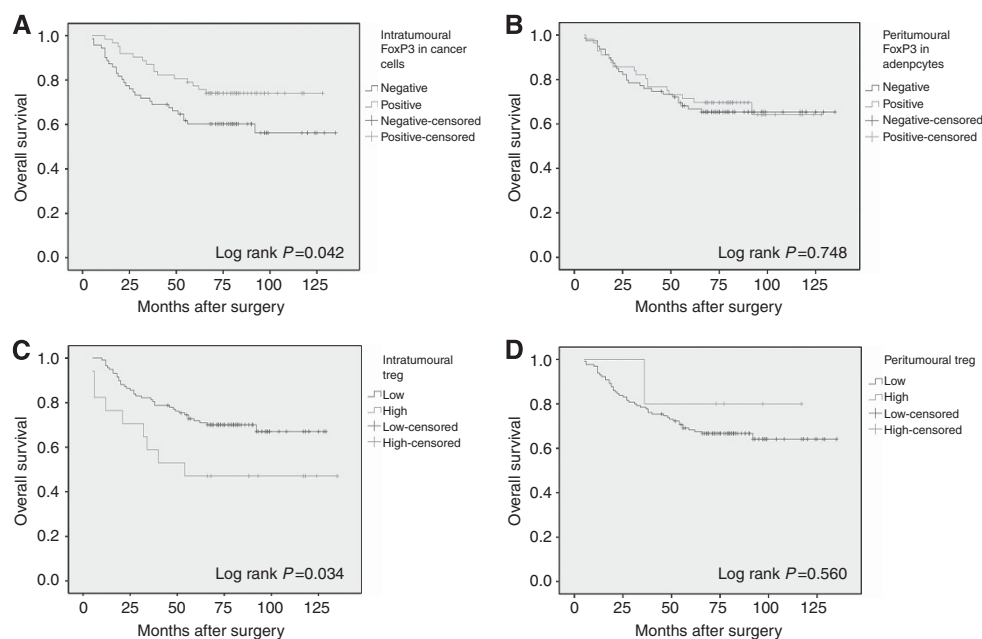 A
Overall survival
1.0
0.8
0.6
0.4
0.2
0.0
0 25 50 75 100 125
Months after surgery
Log rank P=0.042
Intratumoural
FoxP3 in cancer
cells
Negative
Positive
Negative-censored
Positive-censored
B
Overall survival
1.0
0.8
0.6
0.4
0.2
0.0
0 25 50 75 100 125
Months after surgery
Log rank P=0.748
Peritumoural
FoxP3 in
adenpcytes
Negative
Positive
Negative-censored
Positive-censored
C
Overall survival
1.0
0.8
0.6
0.4
0.2
0.0
0 25 50 75 100 125
Months after surgery
Log rank P=0.034
Intratumoural
treg
Low
High
Low-censored
High-censored
D
Overall survival
1.0
0.8
0.6
0.4
0.2
0.0
0 25 50 75 100 125
Months after surgery
Log rank P=0.560
Peritumoural treg
Low
High
Low-censored
High-censored